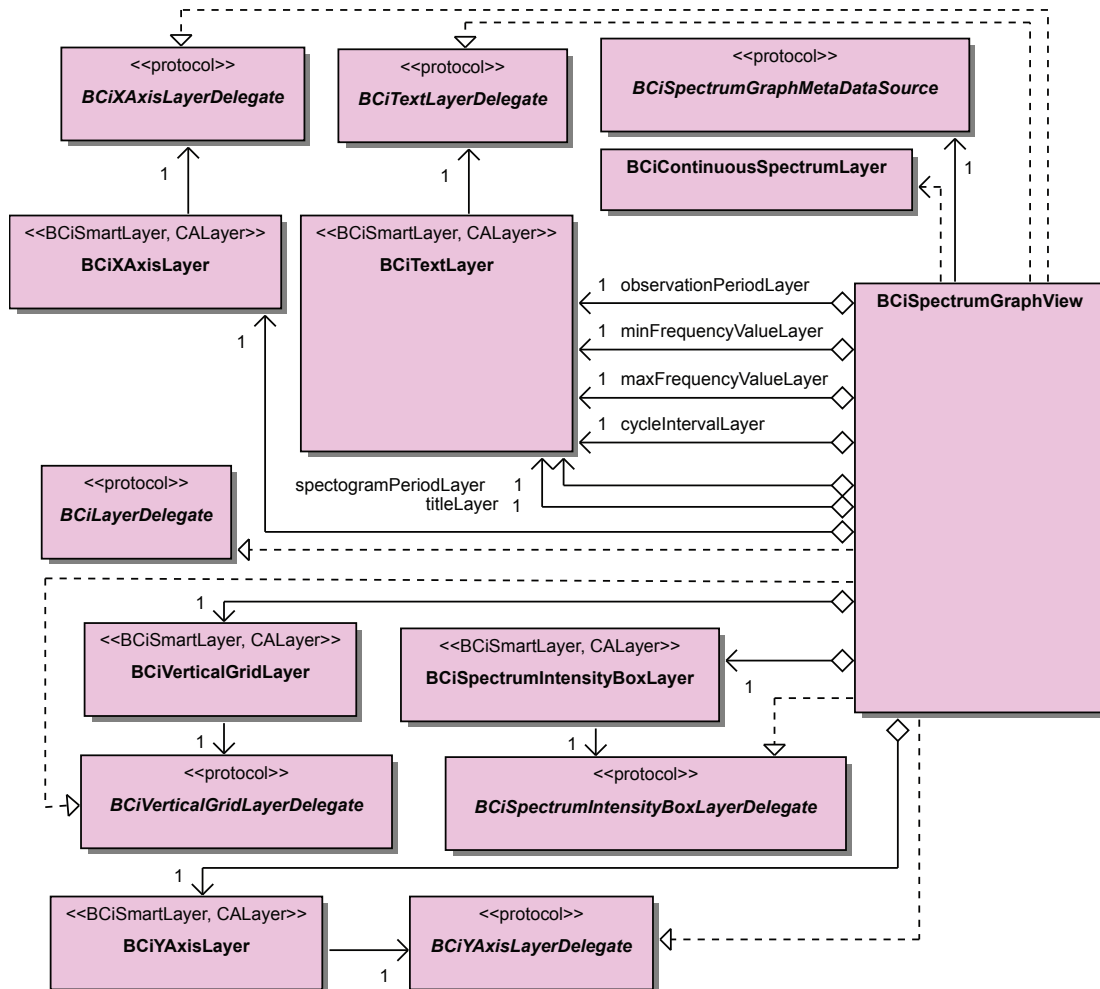 <<protocol>>
BCiXAxisLayerDelegate
<<protocol>>
BCiTextLayerDelegate
<<protocol>>
BCiSpectrumGraphMetaDataSource
1
1
1
BCiContinuousSpectrumLayer
<<BCiSmartLayer, CALayer>>
BCiXAxisLayer
<<BCiSmartLayer, CALayer>>
BCiTextLayer
1 observationPeriodLayer
BCiSpectrumGraphView
1 minFrequencyValueLayer
1
1 maxFrequencyValueLayer
1 cycleIntervalLayer
spectogramPeriodLayer 1
titleLayer 1
<<protocol>>
BCiLayerDelegate
1
<<BCiSmartLayer, CALayer>>
BCiVerticalGridLayer
<<BCiSmartLayer, CALayer>>
BCiSpectrumIntensityBoxLayer
1
1
1
<<protocol>>
BCiVerticalGridLayerDelegate
<<protocol>>
BCiSpectrumIntensityBoxLayerDelegate
1
<<BCiSmartLayer, CALayer>>
BCiYAxisLayer
<<protocol>>
BCiYAxisLayerDelegate
1